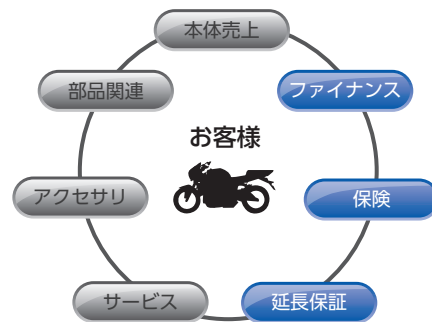 本体売上
部品関連
ファイナンス
お客様
アクセサリ
保険
サービス
延長保証